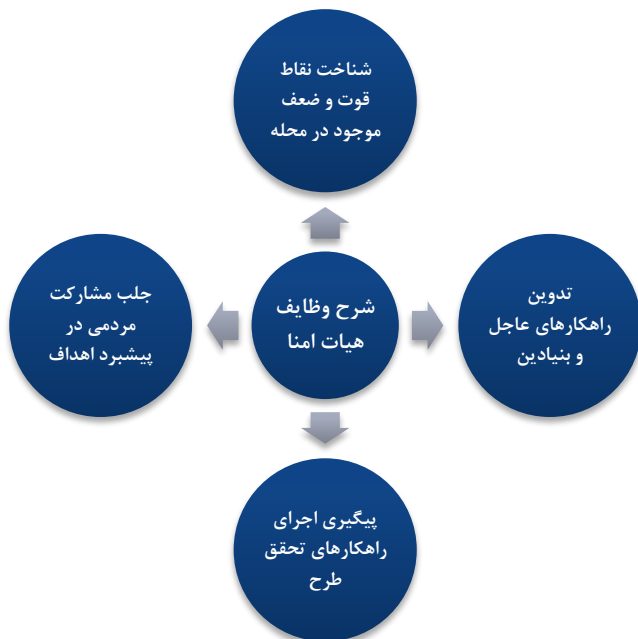 شناخت نقاط
قوت و ضعف
موجود در محله
تدوین
راهکارهای عاجل
و بنیادین
شرح وظایف
هیات امنا
جلب مشارکت
مردمی در
پیشبرد اهداف
پیگیری اجرای
راهکارهای تحقق
طرح